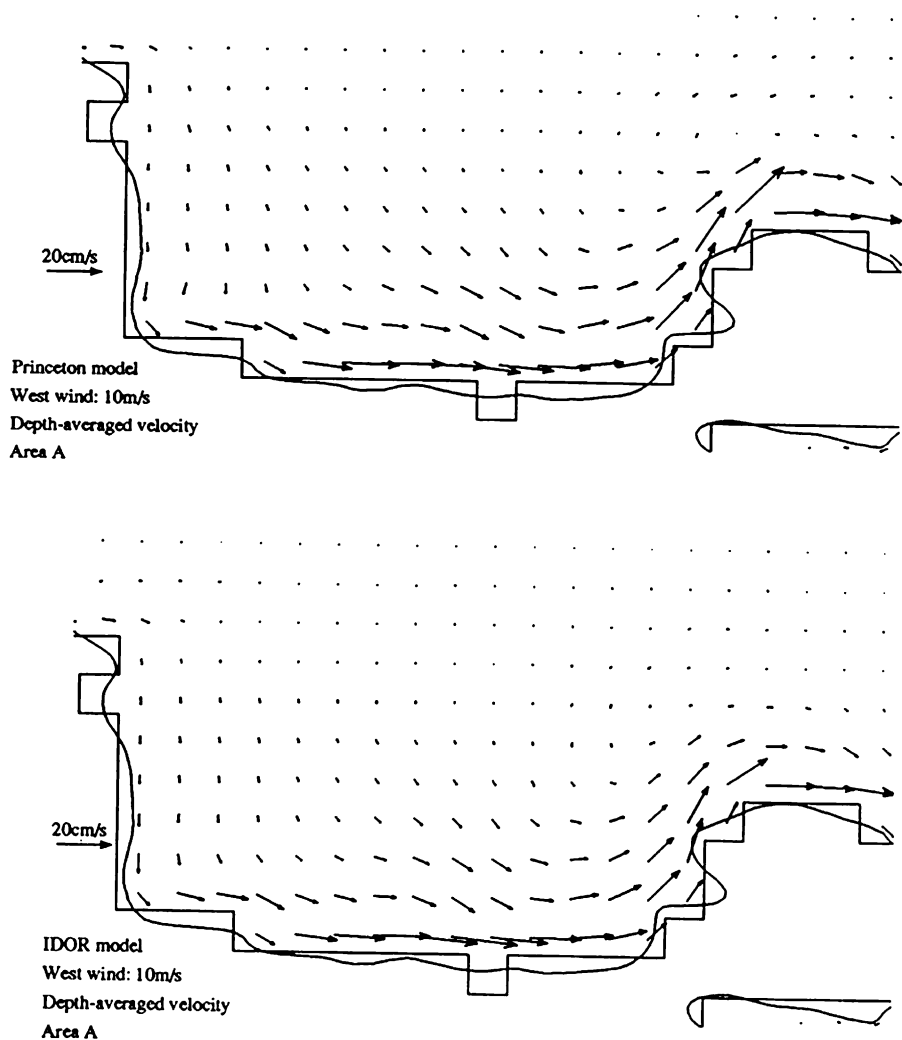 20cm/s
Princeton model
West wind: 10m/s
Depth-averaged velocity
Area A
20cm/s
IDOR model
West wind: 10m/s
Depth-averaged velocity
Area A